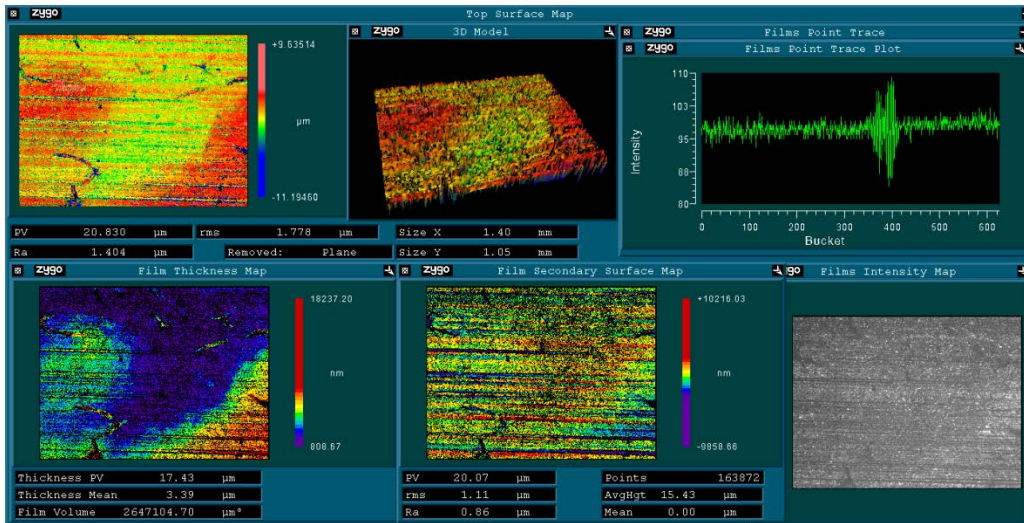 zygo Top Surface Map
+9.63514
µm
-11.19460
zygo 3D Model
zygo Films Point Trace
zygo Films Point Trace Plot
110
103
95
88
80
Intensity
0 100 200 300 400 500 600
Bucket
PV 20.830 µm
rms 1.778 µm
Size X 1.40 mm
Ra 1.404 µm
Removed: Plane
Size Y 1.05 mm
zygo Film Thickness Map
18237.20
nm
808.67
Thickness PV 17.43 µm
Thickness Mean 3.39 µm
Film Volume 2647104.70 µm³
zygo Film Secondary Surface Map
+10216.03
nm
-9858.66
PV 20.07 µm
Points 163872
rms 1.11 µm
AvgHgt 15.43 µm
Ra 0.86 µm
Mean 0.00 µm
ygo Films Intensity Map